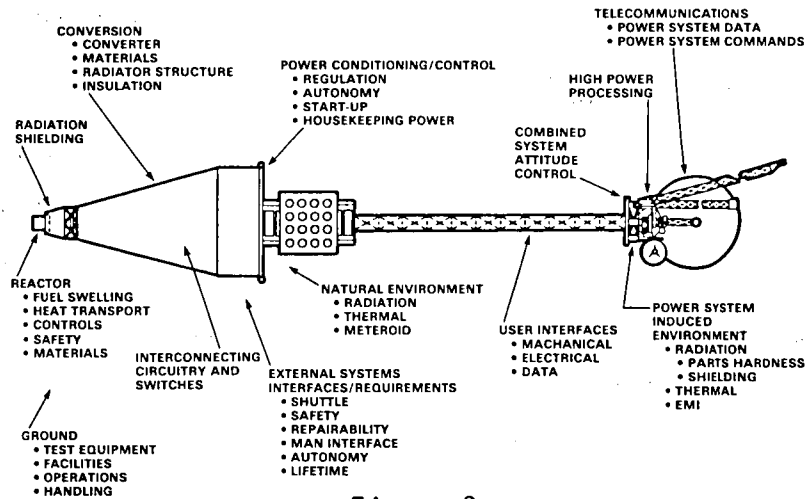 CONVERSION
• CONVERTER
• MATERIALS
• RADIATOR STRUCTURE
• INSULATION
RADIATION
SHIELDING
POWER CONDITIONING/CONTROL
• REGULATION
• AUTONOMY
• START-UP
• HOUSEKEEPING POWER
TELECOMMUNICATIONS
• POWER SYSTEM DATA
• POWER SYSTEM COMMANDS
HIGH POWER
PROCESSING
COMBINED
SYSTEM
ATTITUDE
CONTROL
REACTOR
• FUEL SWELLING
• HEAT TRANSPORT
• CONTROLS
• SAFETY
• MATERIALS
INTERCONNECTING
CIRCUITRY AND
SWITCHES
NATURAL ENVIRONMENT
• RADIATION
• THERMAL
• METEROID
USER INTERFACES
• MACHANICAL
• ELECTRICAL
• DATA
POWER SYSTEM
INDUCED
ENVIRONMENT
• RADIATION
• PARTS HARDNESS
• SHIELDING
• THERMAL
• EMI
EXTERNAL SYSTEMS
INTERFACES/REQUIREMENTS
• SHUTTLE
• SAFETY
• REPAIRABILITY
• MAN INTERFACE
• AUTONOMY
• LIFETIME
GROUND
• TEST EQUIPMENT
• FACILITIES
• OPERATIONS
• HANDLING